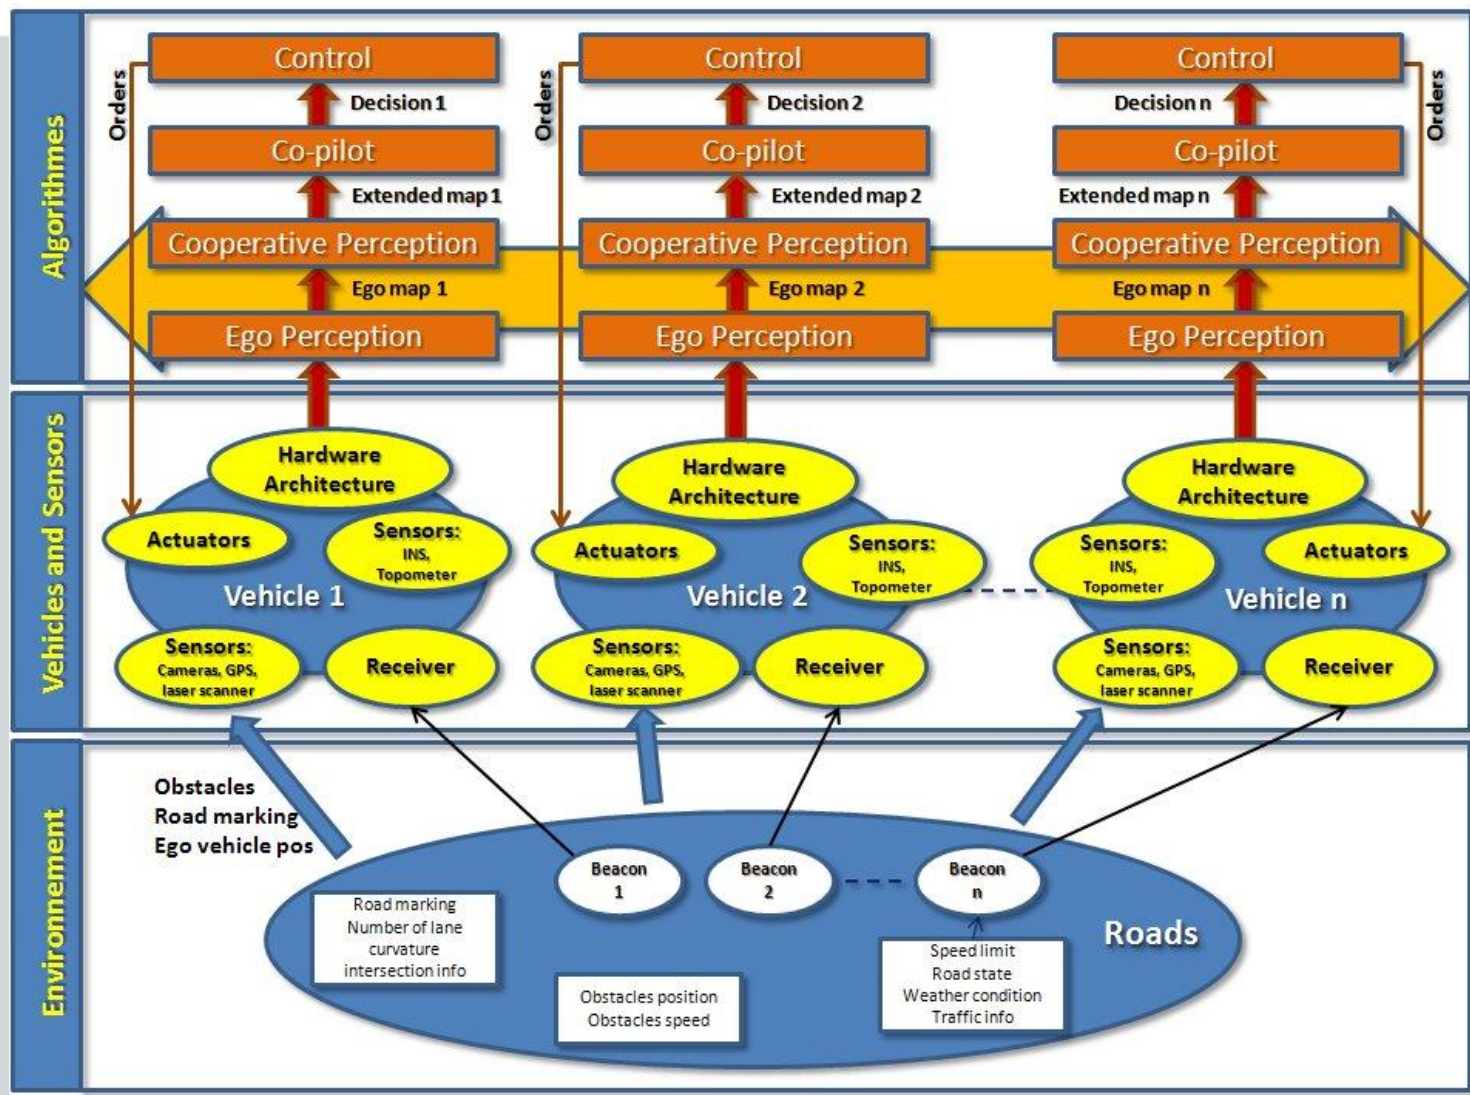 Algorithmes
Control
Control
Control
Orders
Decision 1
Orders
Decision 2
Decision n
Orders
Co-pilot
Co-pilot
Co-pilot
Extended map 1
Extended map 2
Extended map n
Cooperative Perception
Cooperative Perception
Cooperative Perception
Ego map 1
Ego map 2
Ego map n
Ego Perception
Ego Perception
Ego Perception
Vehicles and Sensors
Hardware
Architecture
Actuators
Sensors:
INS,
Topometer
Vehicle 1
Sensors:
Cameras, GPS,
laser scanner
Receiver
Hardware
Architecture
Actuators
Sensors:
INS,
Topometer
Vehicle 2
Sensors:
Cameras, GPS,
laser scanner
Receiver
Hardware
Architecture
Sensors:
INS,
Topometer
Actuators
Vehicle n
Sensors:
Cameras, GPS,
laser scanner
Receiver
Environnement
Obstacles
Road marking
Ego vehicle pos
Beacon
1
Beacon
2
Beacon
n
Roads
Road marking
Number of lane
curvature
intersection info
Obstacles position
Obstacles speed
Speed limit
Road state
Weather condition
Traffic info